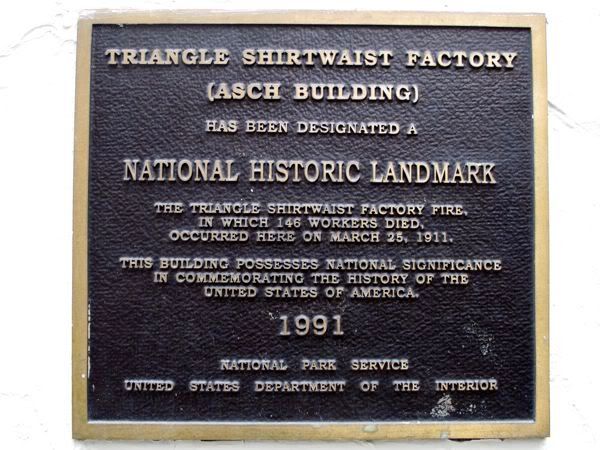 TRIANGLE SHIRTWAIST FACTORY
(ASCH BUILDING)
HAS BEEN DESIGNATED A
NATIONAL HISTORIC LANDMARK
THE TRIANGLE SHIRTWAIST FACTORY FIRE,
IN WHICH 146 WORKERS DIED,
OCCURRED HERE ON MARCH 25, 1911.
THIS BUILDING POSSESSES NATIONAL SIGNIFICANCE
IN COMMEMORATING THE HISTORY OF THE
UNITED STATES OF AMERICA.
1991
NATIONAL PARK SERVICE
UNITED STATES DEPARTMENT OF THE INTERIOR